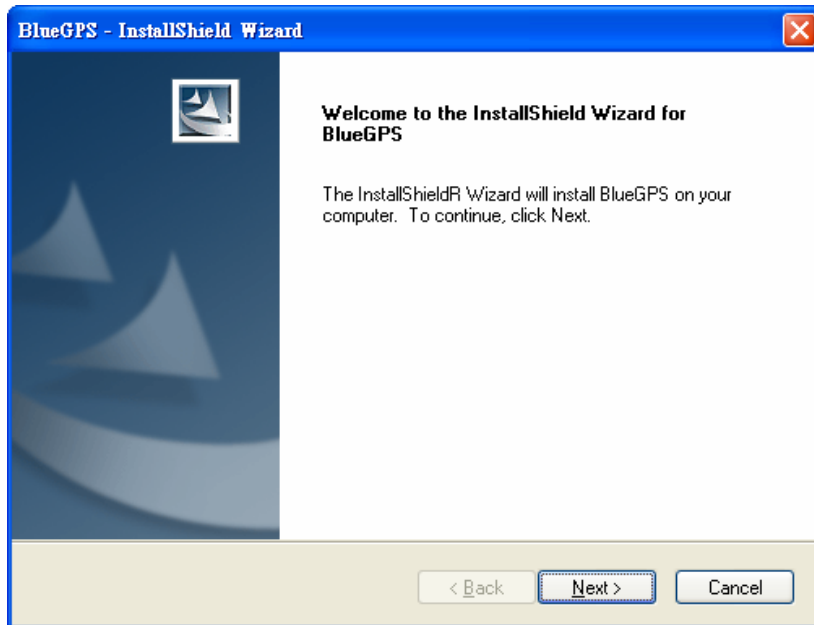 BlueGPS - InstallShield Wizard
Welcome to the InstallShield Wizard for
BlueGPS
The InstallShieldR Wizard will install BlueGPS on your
computer. To continue, click Next.
< Back
Next >
Cancel